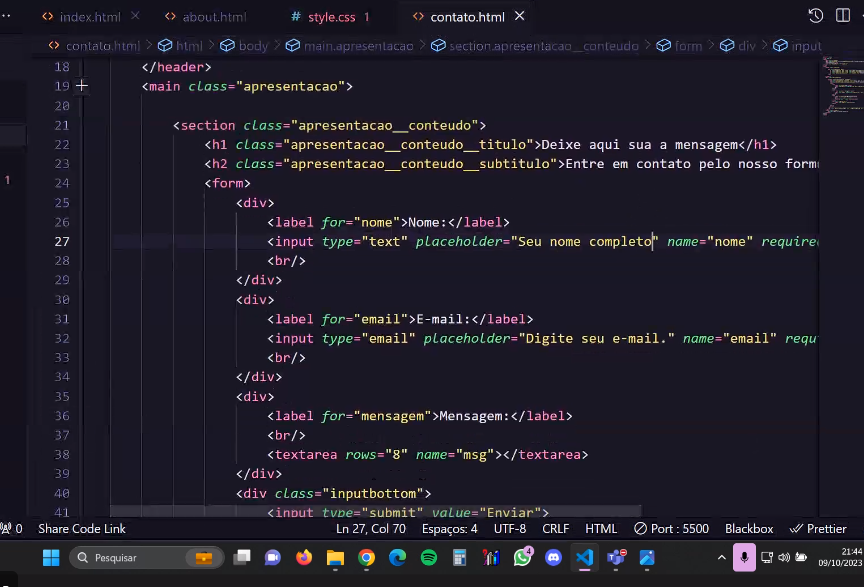 index.html about.html style.css 1 contato.html
contato.html html body main.apresentacao section.apresentacao__conteudo form div input
18 </header>
19 <main class="apresentacao">
20
21 <section class="apresentacao__conteudo">
22 <h1 class="apresentacao__conteudo__titulo">Deixe aqui sua a mensagem</h1>
23 <h2 class="apresentacao__conteudo__subtitulo">Entre em contato pelo nosso form
24 <form>
1
25 <div>
26 <label for="nome">Nome:</label>
27 <input type="text" placeholder="Seu nome completo" name="nome" require
28 <br/>
29 </div>
30 <div>
31 <label for="email">E-mail:</label>
32 <input type="email" placeholder="Digite seu e-mail." name="email" requ
33 <br/>
34 </div>
35 <div>
36 <label for="mensagem">Mensagem:</label>
37 <br/>
38 <textarea rows="8" name="msg"></textarea>
39 </div>
40 <div class="inputbottom">
41 <input type="submit" value="Enviar">
0 Share Code Link Ln 27, Col 70 Espaços: 4 UTF-8 CRLF HTML Port : 5500 Blackbox Prettier
Pesquisar 4 21:44
09/10/2023